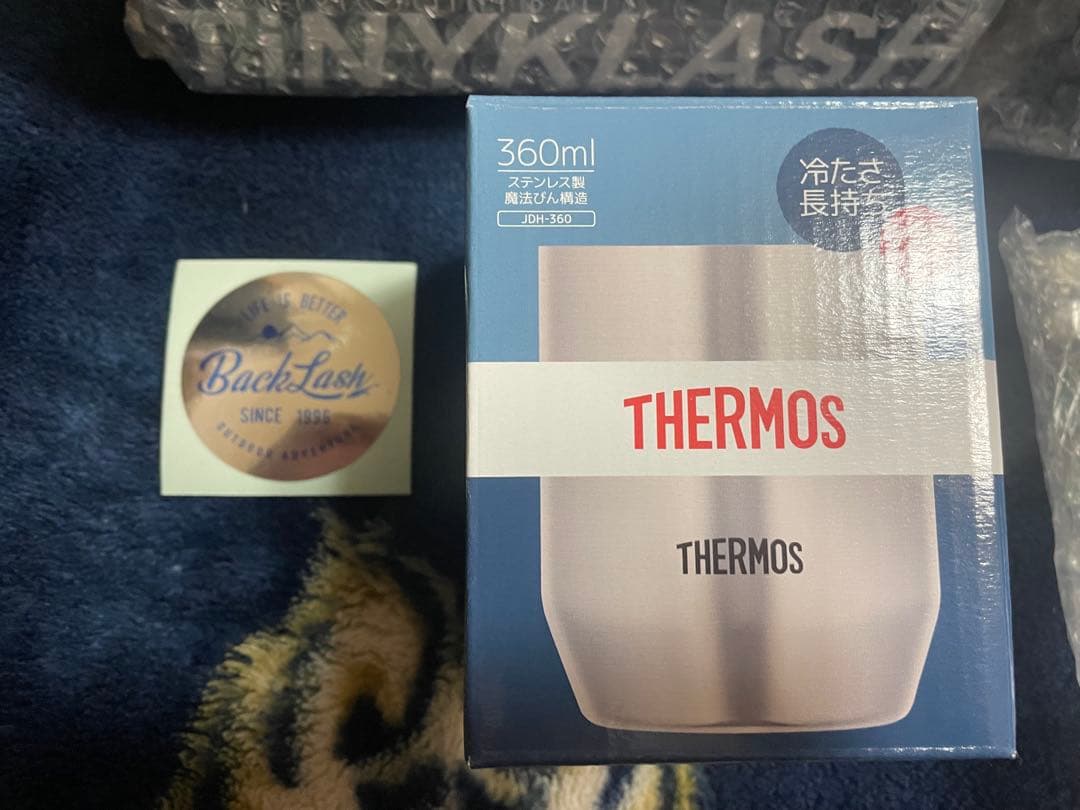 TiNYKLASH
360ml
ステンレス製
魔法びん構造
JDH-360
冷たさ
長持ち
THERMOS
THERMOS
LIFE IS BETTER
BackLash
SINCE 1996
OUTDOOR ADVENTURE